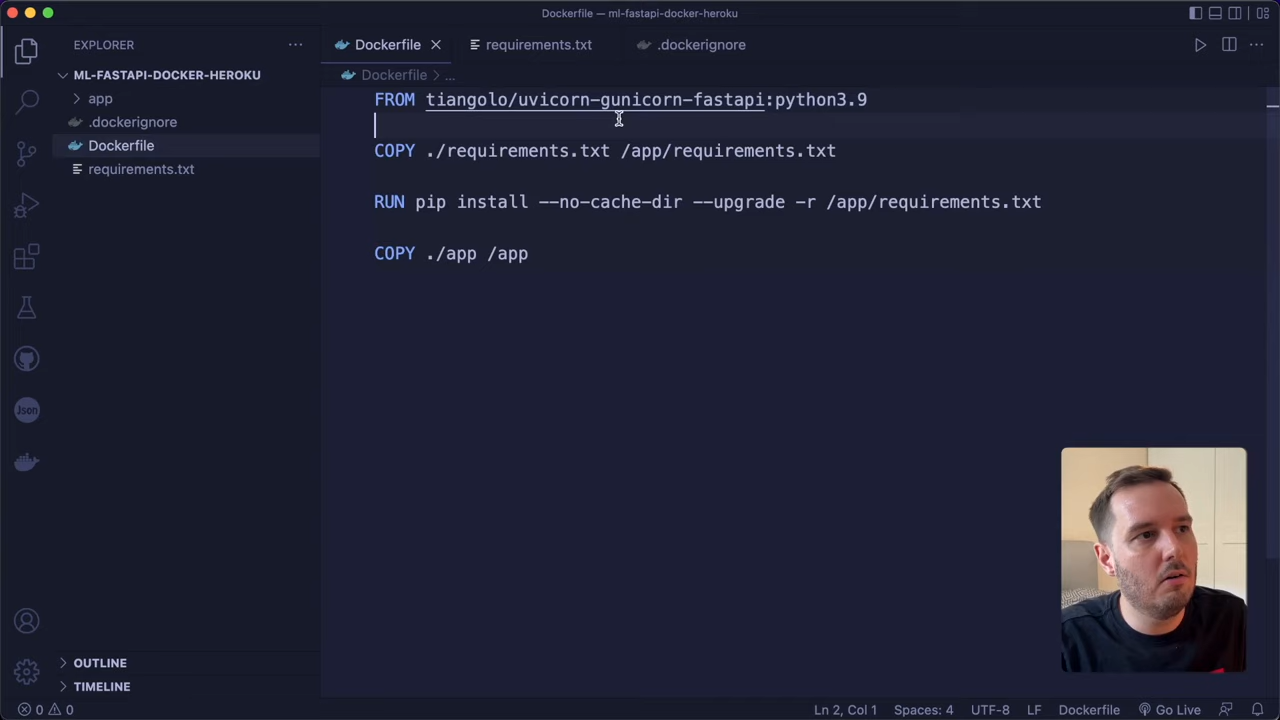 Dockerfile — ml-fastapi-docker-heroku
EXPLORER
Dockerfile
requirements.txt
.dockerignore
ML-FASTAPI-DOCKER-HEROKU
Dockerfile > ...
app
.dockerignore
Dockerfile
requirements.txt
FROM tiangolo/uvicorn-gunicorn-fastapi:python3.9
COPY ./requirements.txt /app/requirements.txt
RUN pip install --no-cache-dir --upgrade -r /app/requirements.txt
COPY ./app /app
Json
OUTLINE
TIMELINE
0 0
Ln 2, Col 1
Spaces: 4
UTF-8
LF
Dockerfile
Go Live